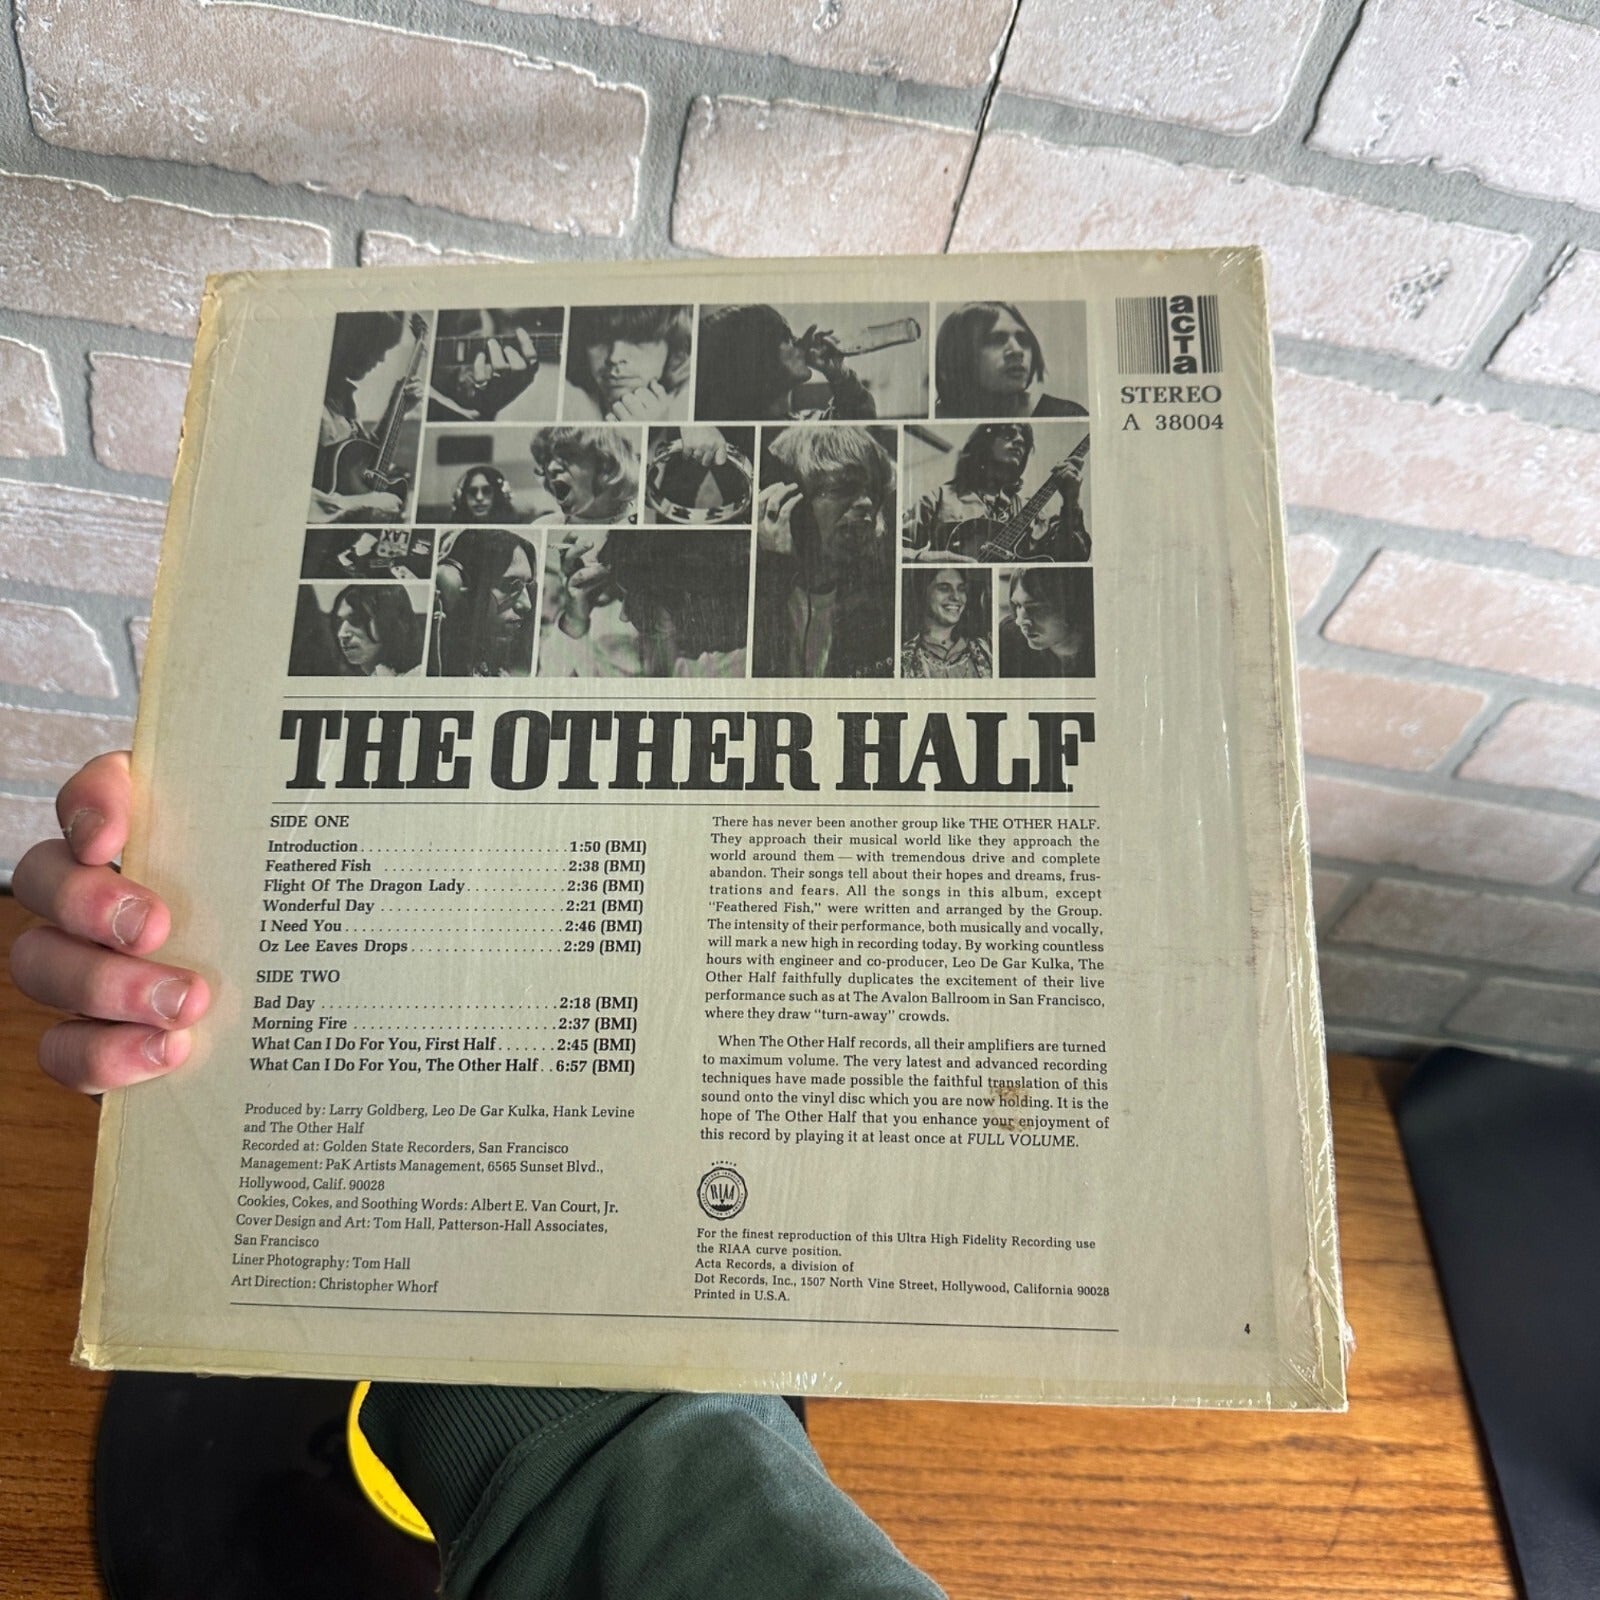 acta
STEREO
A 38004
LAX
THE OTHER HALF
SIDE ONE
Introduction............................1:50 (BMI)
Feathered Fish .........................2:38 (BMI)
Flight Of The Dragon Lady............2:36 (BMI)
Wonderful Day .........................2:21 (BMI)
I Need You..............................2:46 (BMI)
Oz Lee Eaves Drops...................2:29 (BMI)
SIDE TWO
Bad Day ................................2:18 (BMI)
Morning Fire ...........................2:37 (BMI)
What Can I Do For You, First Half.......2:45 (BMI)
What Can I Do For You, The Other Half..6:57 (BMI)
Produced by: Larry Goldberg, Leo De Gar Kulka, Hank Levine
and The Other Half
Recorded at: Golden State Recorders, San Francisco
Management: PaK Artists Management, 6565 Sunset Blvd.,
Hollywood, Calif. 90028
Cookies, Cokes, and Soothing Words: Albert E. Van Court, Jr.
Cover Design and Art: Tom Hall, Patterson-Hall Associates,
San Francisco
Liner Photography: Tom Hall
Art Direction: Christopher Whorf
There has never been another group like THE OTHER HALF.
They approach their musical world like they approach the
world around them — with tremendous drive and complete
abandon. Their songs tell about their hopes and dreams, frus-
trations and fears. All the songs in this album, except
"Feathered Fish," were written and arranged by the Group.
The intensity of their performance, both musically and vocally,
will mark a new high in recording today. By working countless
hours with engineer and co-producer, Leo De Gar Kulka, The
Other Half faithfully duplicates the excitement of their live
performance such as at The Avalon Ballroom in San Francisco,
where they draw "turn-away" crowds.
When The Other Half records, all their amplifiers are turned
to maximum volume. The very latest and advanced recording
techniques have made possible the faithful translation of this
sound onto the vinyl disc which you are now holding. It is the
hope of The Other Half that you enhance your enjoyment of
this record by playing it at least once at FULL VOLUME.
RIAA
For the finest reproduction of this Ultra High Fidelity Recording use
the RIAA curve position.
Acta Records, a division of
Dot Records, Inc., 1507 North Vine Street, Hollywood, California 90028
Printed in U.S.A.
4